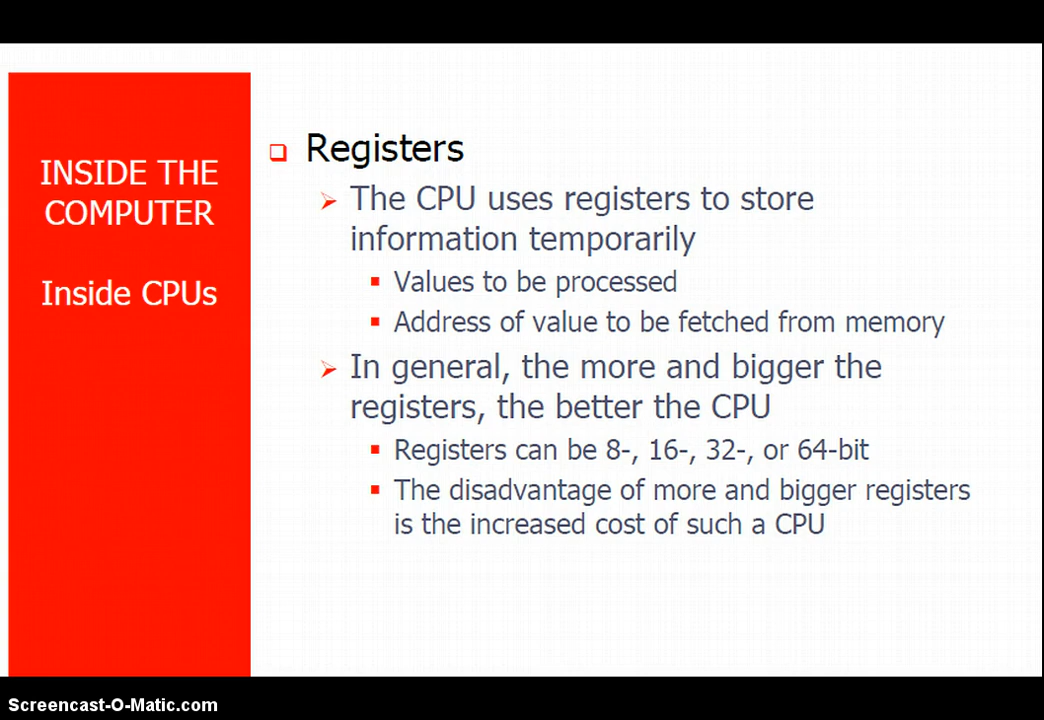 INSIDE THE
COMPUTER
Inside CPUs
Registers
The CPU uses registers to store
information temporarily
Values to be processed
Address of value to be fetched from memory
In general, the more and bigger the
registers, the better the CPU
Registers can be 8-, 16-, 32-, or 64-bit
The disadvantage of more and bigger registers
is the increased cost of such a CPU
Screencast-O-Matic.com